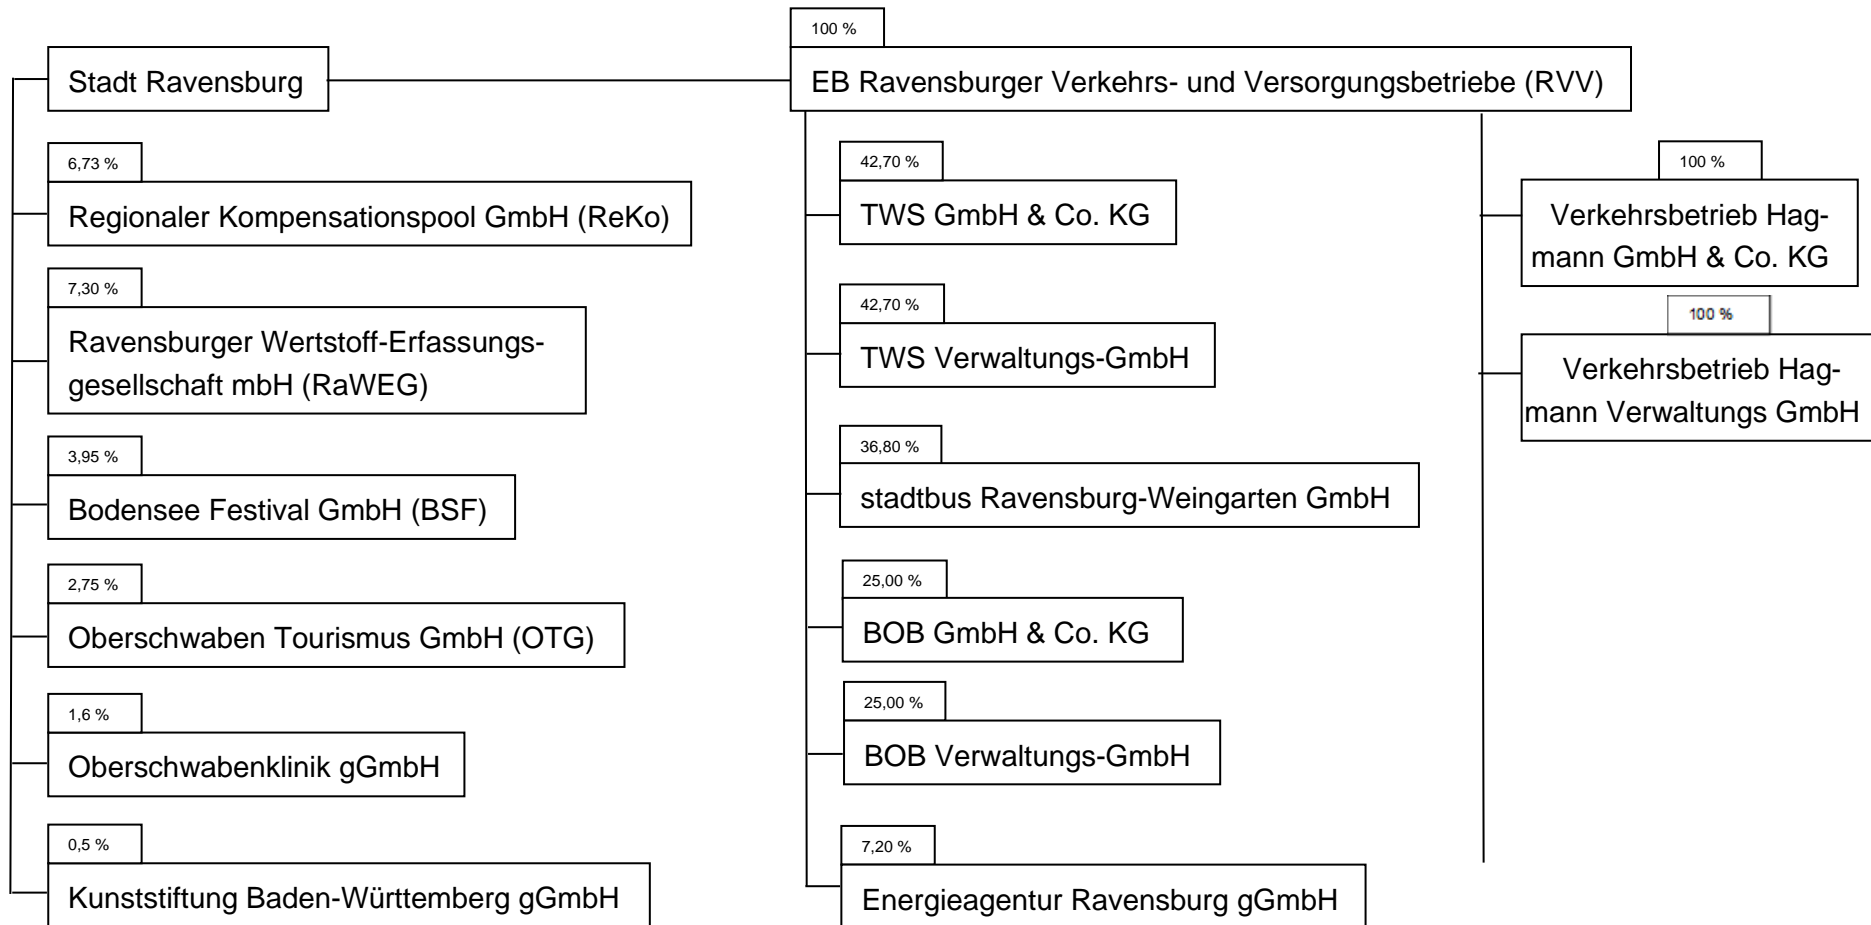 100 %
Stadt Ravensburg
EB Ravensburger Verkehrs- und Versorgungsbetriebe (RVV)
6,73 %
Regionaler Kompensationspool GmbH (ReKo)
7,30 %
Ravensburger Wertstoff-Erfassungs-
gesellschaft mbH (RaWEG)
3,95 %
Bodensee Festival GmbH (BSF)
2,75 %
Oberschwaben Tourismus GmbH (OTG)
1,6 %
Oberschwabenklinik gGmbH
0,5 %
Kunststiftung Baden-Württemberg gGmbH
42,70 %
TWS GmbH & Co. KG
42,70 %
TWS Verwaltungs-GmbH
36,80 %
stadtbus Ravensburg-Weingarten GmbH
25,00 %
BOB GmbH & Co. KG
25,00 %
BOB Verwaltungs-GmbH
7,20 %
Energieagentur Ravensburg gGmbH
100 %
Verkehrsbetrieb Hag-
mann GmbH & Co. KG
100 %
Verkehrsbetrieb Hag-
mann Verwaltungs GmbH